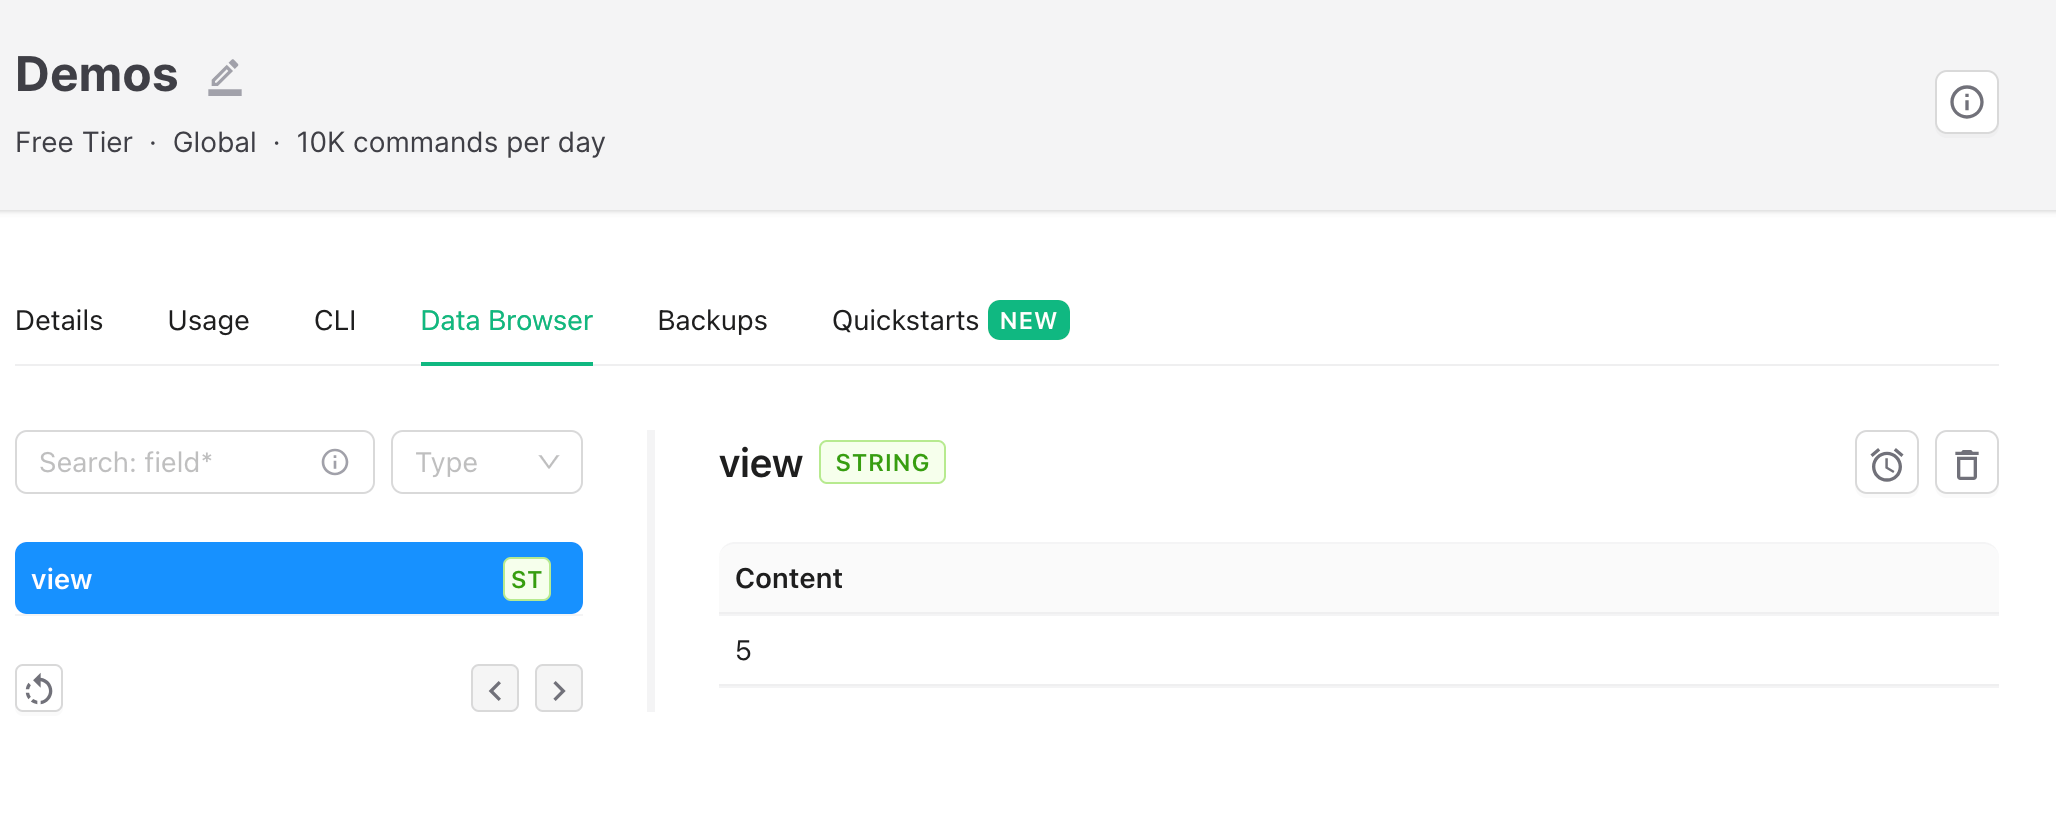 Demos
Free Tier · Global · 10K commands per day
Details Usage CLI Data Browser Backups Quickstarts NEW
Search: field* Type
view ST
view STRING
Content
5